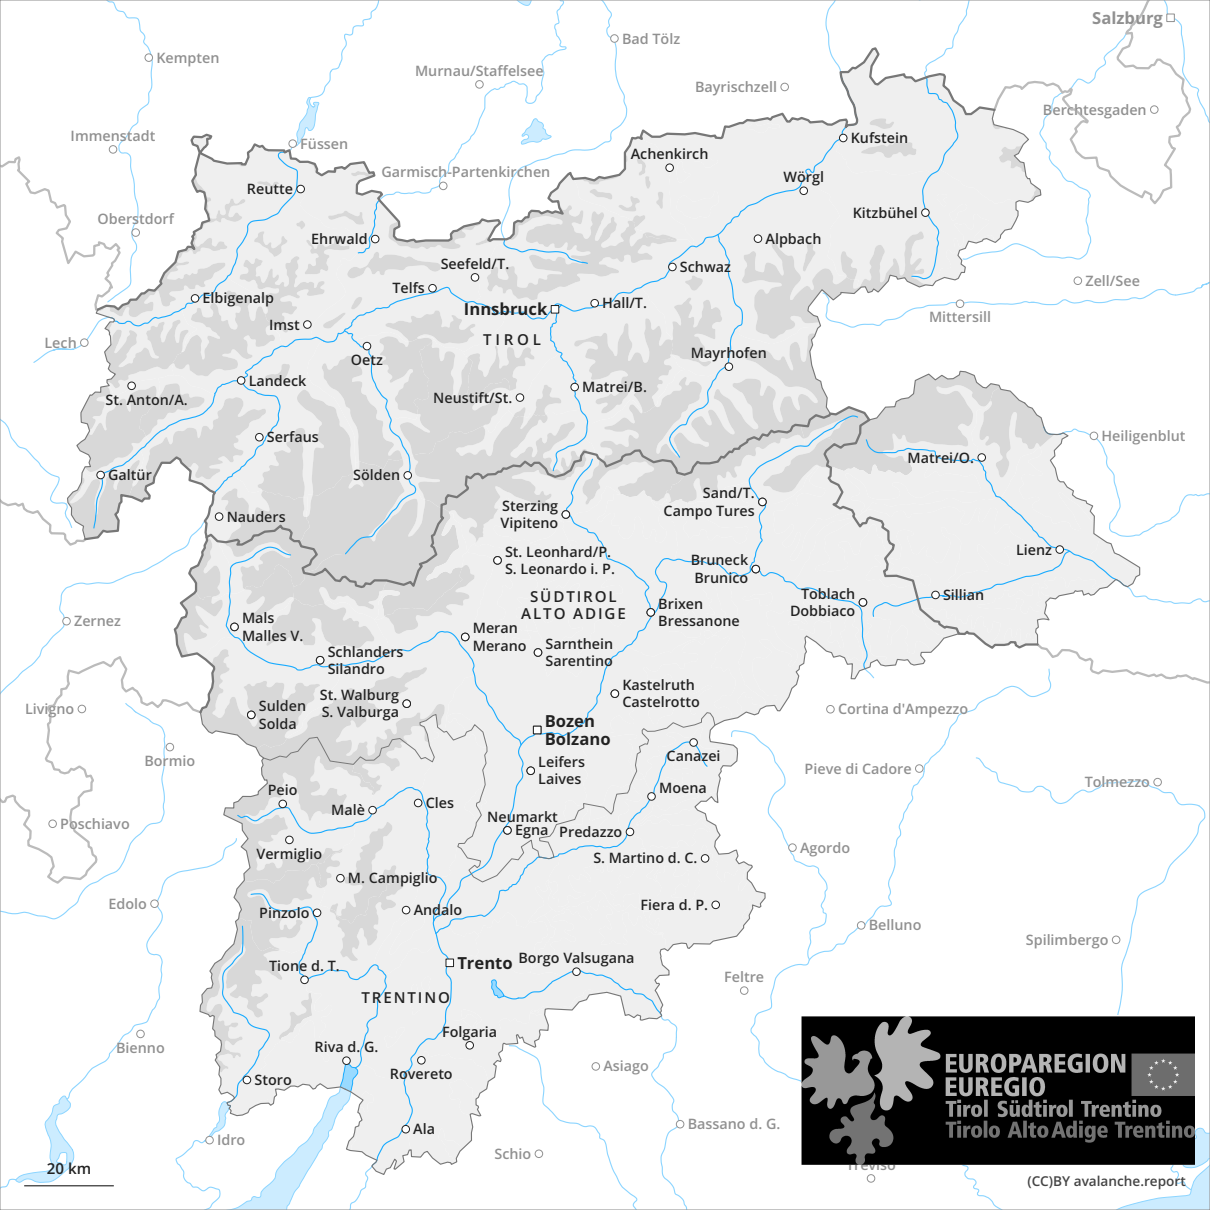 Salzburg
Bad Tölz
Kempten
Murnau/Staffelsee
Bayrischzell
Berchtesgaden
Immenstadt
Füssen
Kufstein
Achenkirch
Garmisch-Partenkirchen
Wörgl
Reutte
Oberstdorf
Kitzbühel
Ehrwald
Alpbach
Seefeld/T.
Schwaz
Zell/See
Telfs
Elbigenalp
Hall/T.
Innsbruck
Mittersill
Imst
TIROL
Lech
Oetz
Mayrhofen
Landeck
Matrei/B.
St. Anton/A.
Neustift/St.
Serfaus
Heiligenblut
Matrei/O.
Galtür
Sölden
Sand/T.
Campo Tures
Sterzing
Vipiteno
Nauders
St. Leonhard/P.
S. Leonardo i. P.
Lienz
Bruneck
Brunico
SÜDTIROL
ALTO ADIGE
Toblach
Dobbiaco
Sillian
Brixen
Bressanone
Zernez
Mals
Malles V.
Meran
Merano
Sarnthein
Sarentino
Schlanders
Silandro
Kastelruth
Castelrotto
St. Walburg
S. Valburga
Sulden
Solda
Livigno
Cortina d'Ampezzo
Bozen
Bolzano
Bormio
Canazei
Leifers
Laives
Pieve di Cadore
Tolmezzo
Peio
Moena
Malè
Cles
Neumarkt
Egna
Predazzo
Poschiavo
Vermiglio
Agordo
S. Martino d. C.
M. Campiglio
Edolo
Pinzolo
Andalo
Fiera d. P.
Belluno
Spilimbergo
Trento
Borgo Valsugana
Tione d. T.
Feltre
TRENTINO
Folgaria
Bienno
Riva d. G.
Rovereto
Asiago
Storo
EUROPAREGION
EUREGIO
Tirol Südtirol Trentino
Tirolo Alto Adige Trentino
Bassano d. G.
Ala
Idro
Schio
Treviso
20 km
(CC)BY avalanche.report